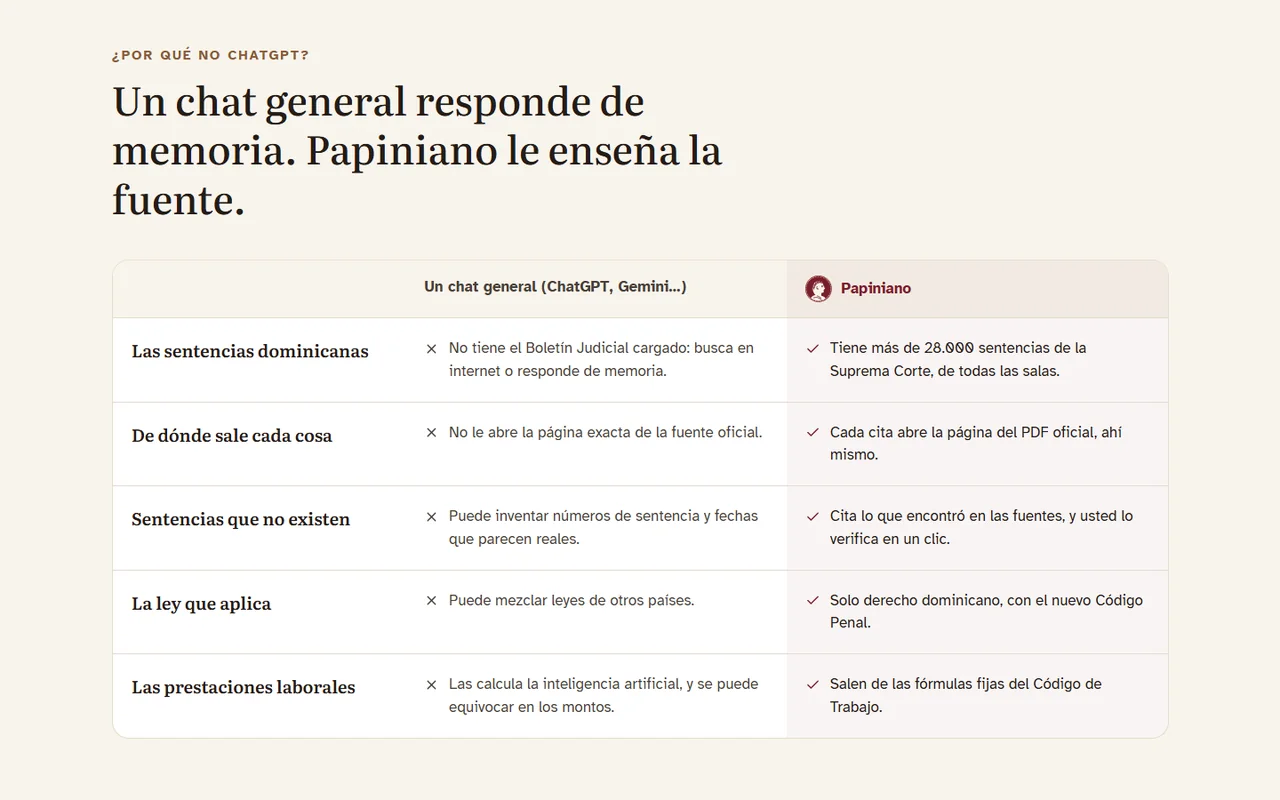 ¿POR QUÉ NO CHATGPT?
Un chat general responde de
memoria. Papiniano le enseña la
fuente.
Un chat general (ChatGPT, Gemini...)
Papiniano
Las sentencias dominicanas
No tiene el Boletín Judicial cargado: busca en
internet o responde de memoria.
Tiene más de 28.000 sentencias de la
Suprema Corte, de todas las salas.
De dónde sale cada cosa
No le abre la página exacta de la fuente oficial.
Cada cita abre la página del PDF oficial, ahí
mismo.
Sentencias que no existen
Puede inventar números de sentencia y fechas
que parecen reales.
Cita lo que encontró en las fuentes, y usted lo
verifica en un clic.
La ley que aplica
Puede mezclar leyes de otros países.
Solo derecho dominicano, con el nuevo Código
Penal.
Las prestaciones laborales
Las calcula la inteligencia artificial, y se puede
equivocar en los montos.
Salen de las fórmulas fijas del Código de
Trabajo.